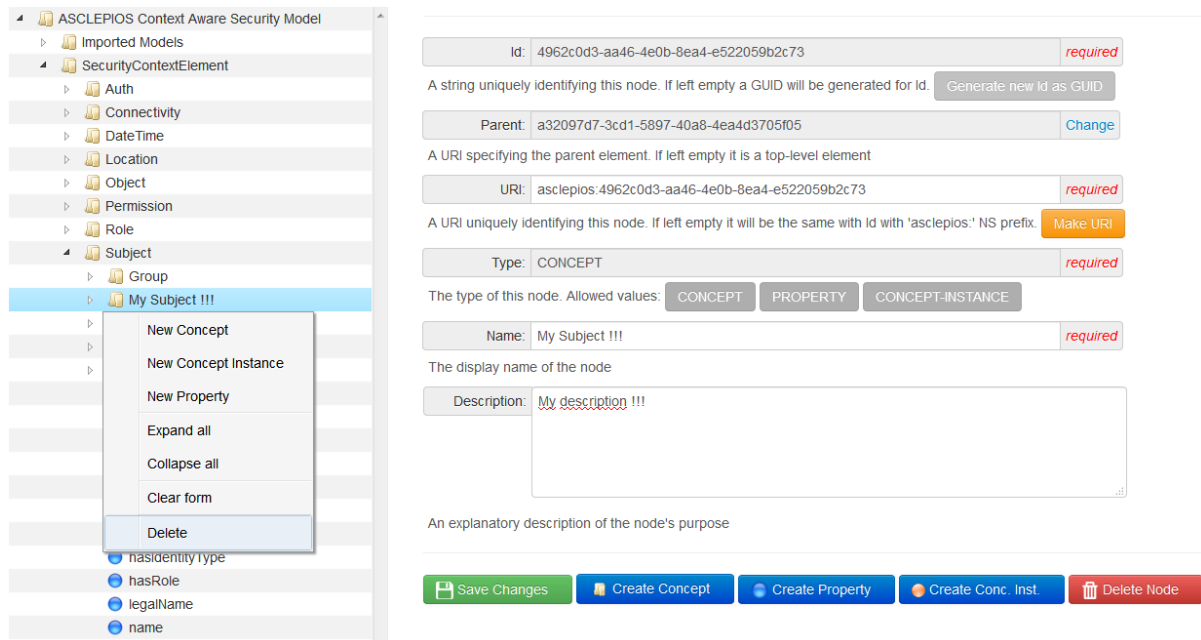 ASCLEPIOS Context Aware Security Model
Imported Models
SecurityContextElement
Auth
Connectivity
DateTime
Location
Object
Permission
Role
Subject
Group
My Subject !!!
New Concept
New Concept Instance
New Property
Expand all
Collapse all
Clear form
Delete
hasIdentityType
hasRole
legalName
name
Id: 4962c0d3-aa46-4e0b-8ea4-e522059b2c73 required
A string uniquely identifying this node. If left empty a GUID will be generated for Id. Generate new Id as GUID
Parent: a32097d7-3cd1-5897-40a8-4ea4d3705f05 Change
A URI specifying the parent element. If left empty it is a top-level element
URI: asclepios:4962c0d3-aa46-4e0b-8ea4-e522059b2c73 required
A URI uniquely identifying this node. If left empty it will be the same with Id with 'asclepios:' NS prefix. Make URI
Type: CONCEPT required
The type of this node. Allowed values: CONCEPT PROPERTY CONCEPT-INSTANCE
Name: My Subject !!! required
The display name of the node
Description: My description !!!
An explanatory description of the node's purpose
Save Changes Create Concept Create Property Create Conc. Inst. Delete Node